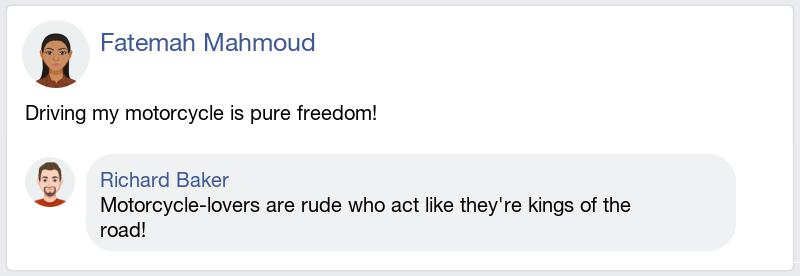 Fatemah Mahmoud
Driving my motorcycle is pure freedom!
Richard Baker
Motorcycle-lovers are rude who act like they're kings of the
road!